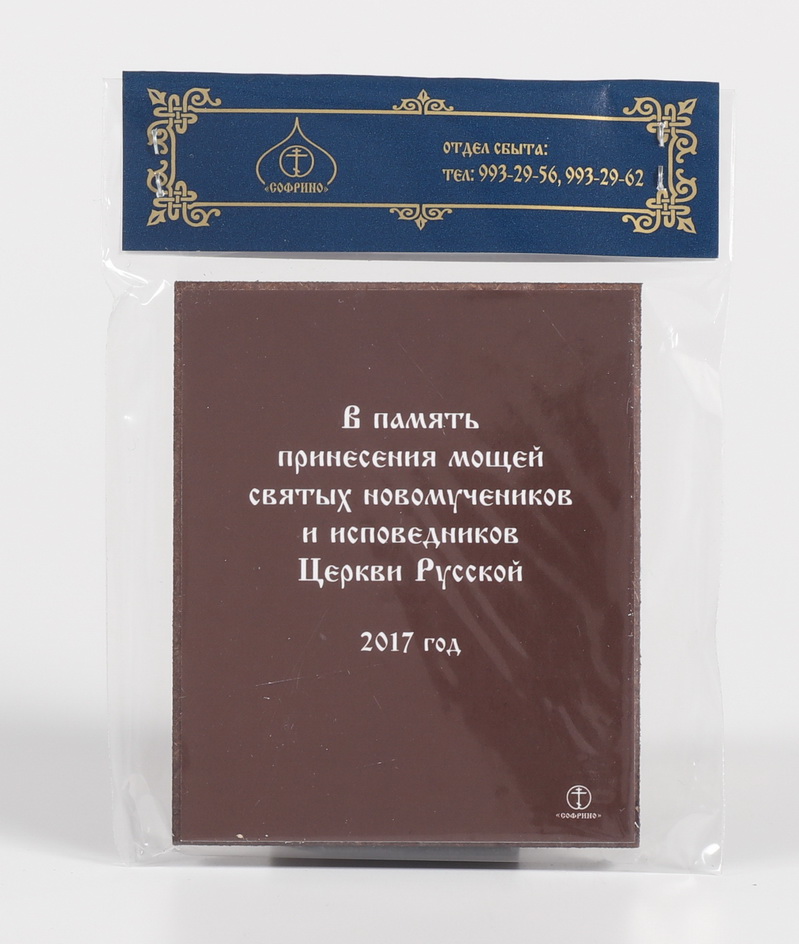 «СОФРИНО»
ОТДЕЛ СБЫТА:
ТЕЛ: 993-29-56, 993-29-62
В память
принесения мощей
святых новомучеников
и исповедников
Церкви Русской
2017 год
«СОФРИНО»